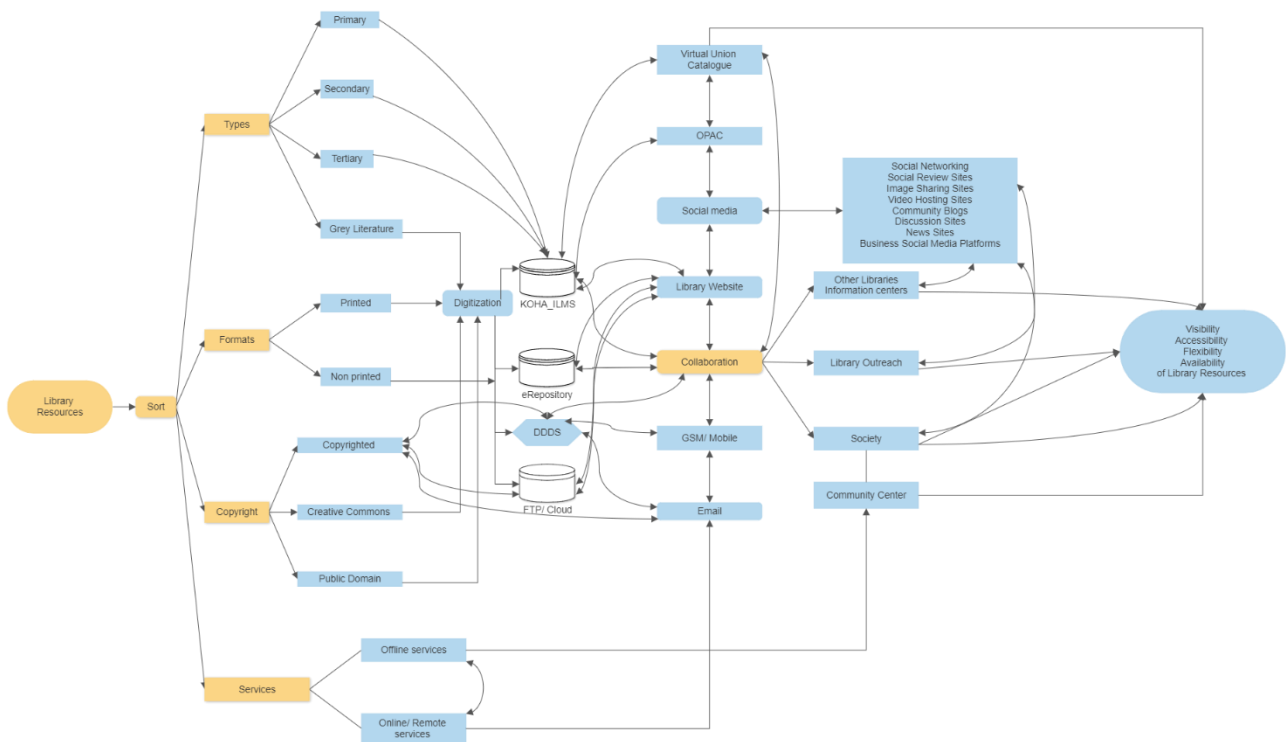 Primary
Secondary
Types
Tertiary
Grey Literature
Printed
Digitization
Formats
Non printed
Library
Resources
Sort
Copyrighted
Copyright
Creative Commons
Public Domain
Offline services
Services
Online/ Remote
services
KOHA_ILMS
eRepository
DDDS
FTP/ Cloud
Virtual Union
Catalogue
OPAC
Social media
Library Website
Collaboration
GSM/ Mobile
Email
Social Networking
Social Review Sites
Image Sharing Sites
Video Hosting Sites
Community Blogs
Discussion Sites
News Sites
Business Social Media Platforms
Other Libraries
Information centers
Library Outreach
Society
Community Center
Visibility
Accessibility
Flexibility
Availability
of Library Resources